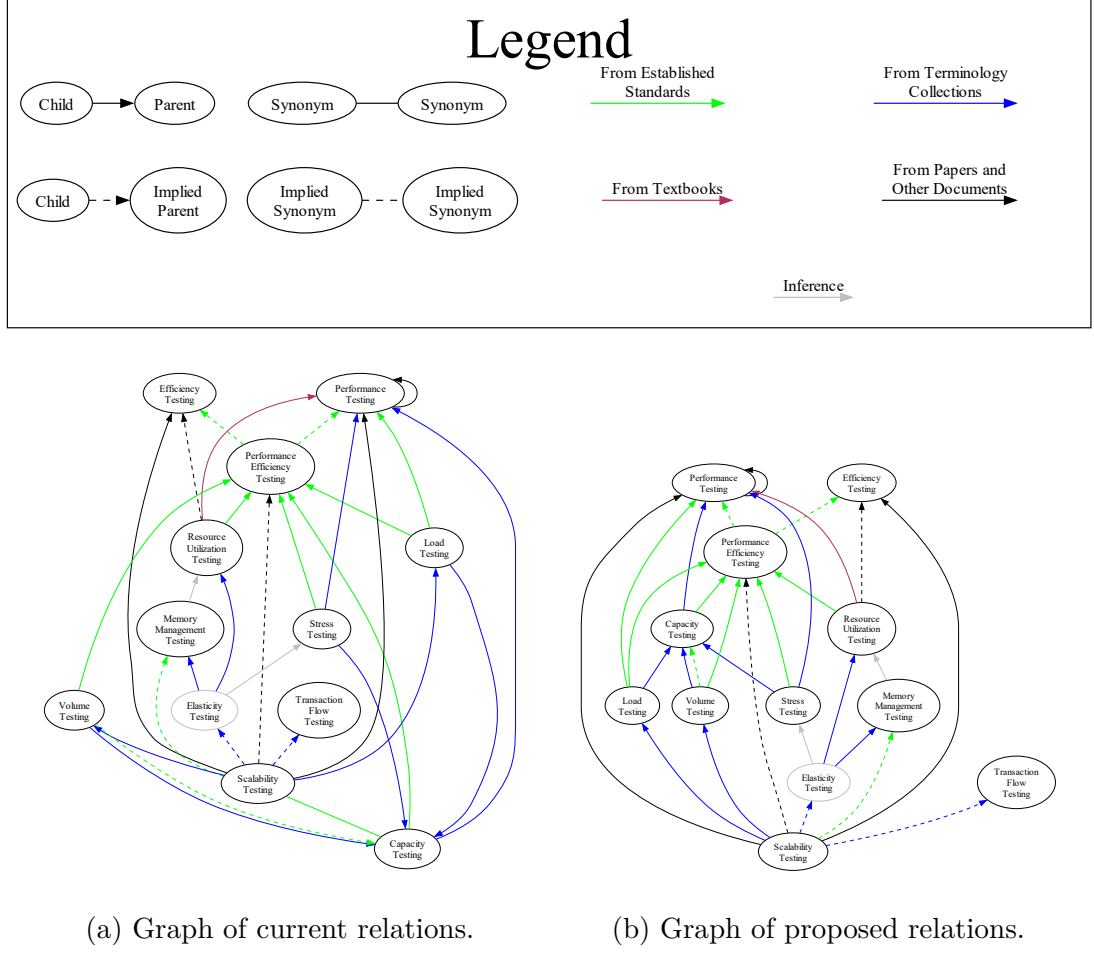 Legend
Child
Parent
Synonym
Synonym
From Established
Standards
From Terminology
Collections
Child
Implied
Parent
Implied
Synonym
Implied
Synonym
From Textbooks
From Papers and
Other Documents
Inference
Efficiency
Testing
Performance
Testing
Performance
Efficiency
Testing
Resource
Utilization
Testing
Load
Testing
Memory
Management
Testing
Stress
Testing
Volume
Testing
Elasticity
Testing
Transaction
Flow
Testing
Scalability
Testing
Capacity
Testing
(a) Graph of current relations.
Performance
Testing
Efficiency
Testing
Performance
Efficiency
Testing
Capacity
Testing
Resource
Utilization
Testing
Load
Testing
Volume
Testing
Stress
Testing
Memory
Management
Testing
Elasticity
Testing
Transaction
Flow
Testing
Scalability
Testing
(b) Graph of proposed relations.